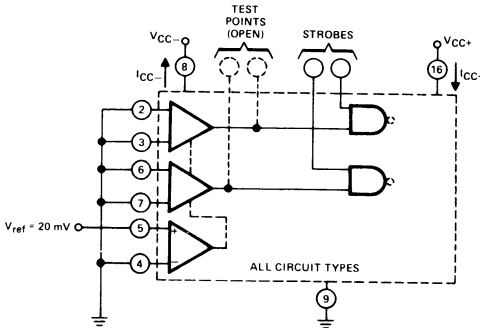 TEST
POINTS
(OPEN)
STROBES
VCC−
VCC+
8
16
ICC−
ICC+
2
3
6
7
Vref = 20 mV
5
+
4
−
ALL CIRCUIT TYPES
9